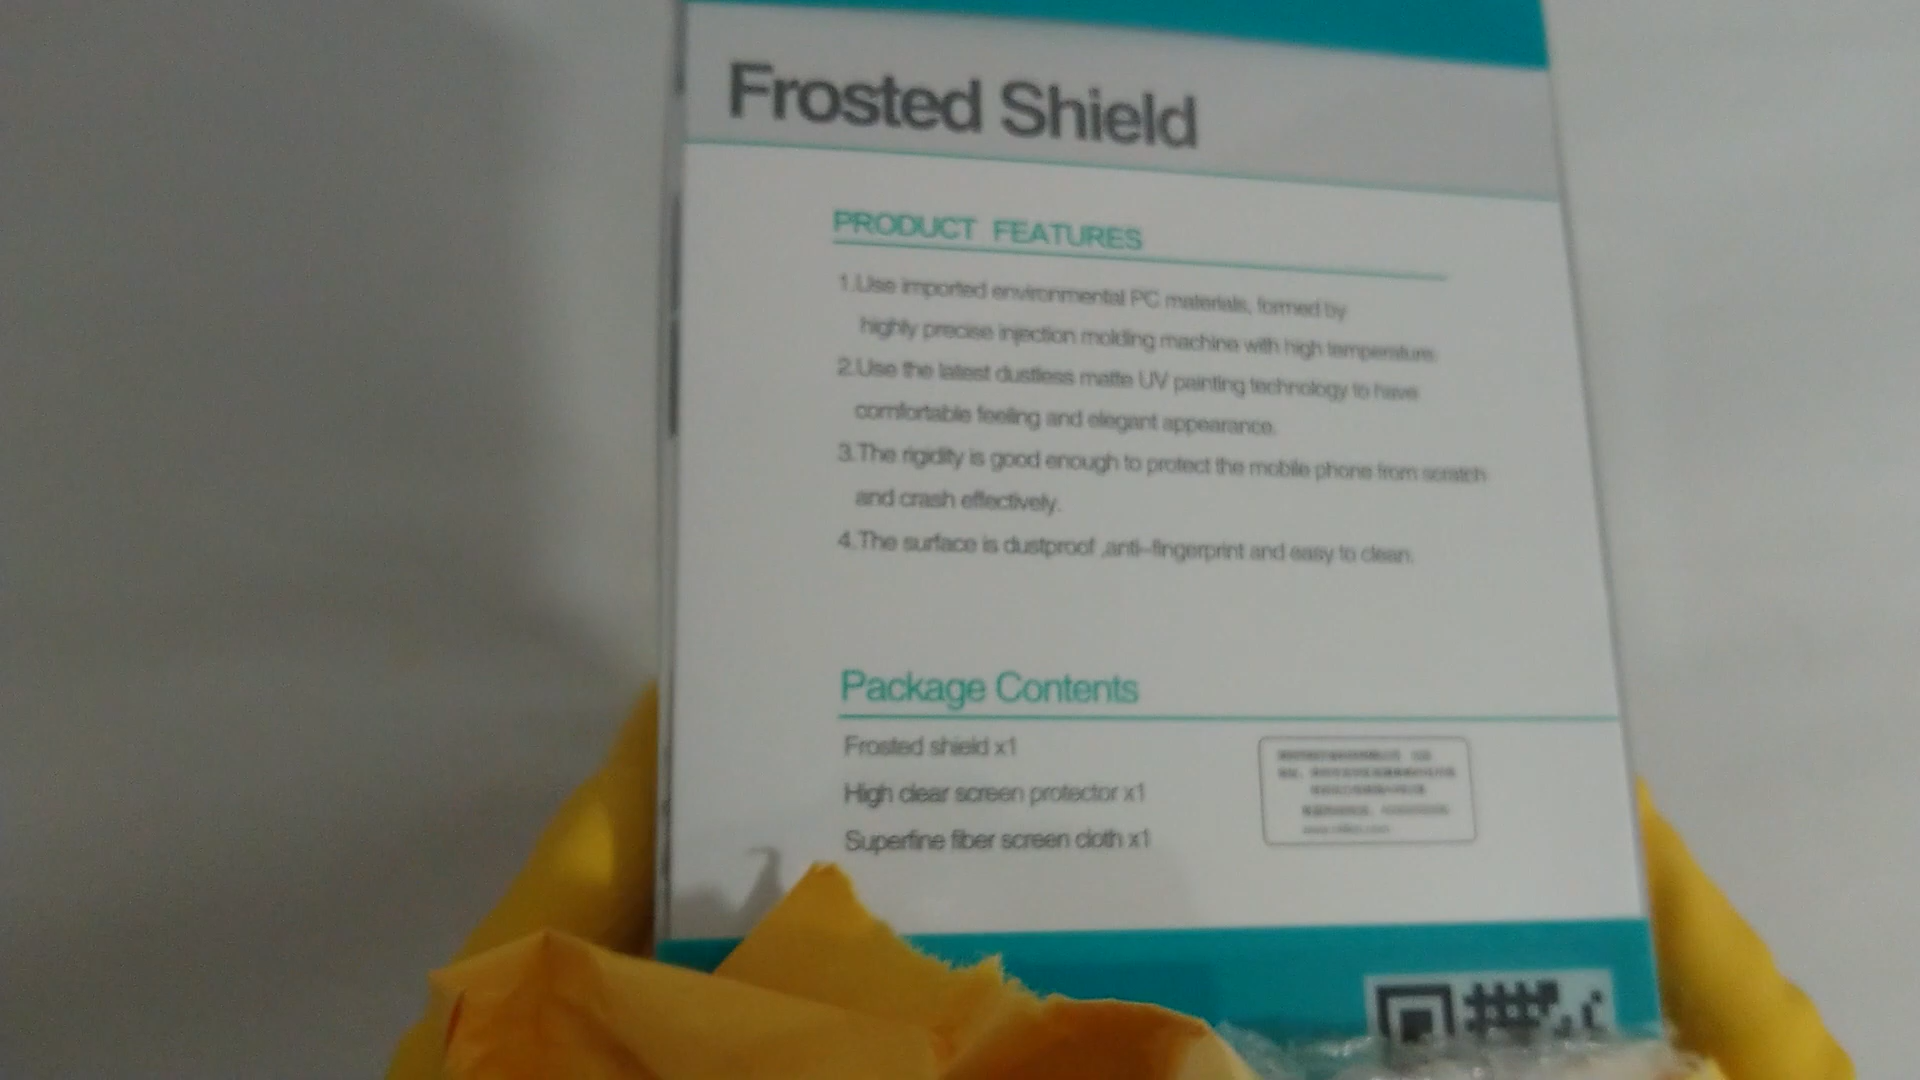 Frosted Shield
PRODUCT FEATURES
1.Use imported environmental PC materials, formed by
highly precise injection molding machine with high temperature.
2.Use the latest dustless matte UV painting technology to have
comfortable feeling and elegant appearance.
3.The rigidity is good enough to protect the mobile phone from scratch
and crash effectively.
4.The surface is dustproof ,anti-fingerprint and easy to clean.
Package Contents
Frosted shield x1
High clear screen protector x1
Superfine fiber screen cloth x1